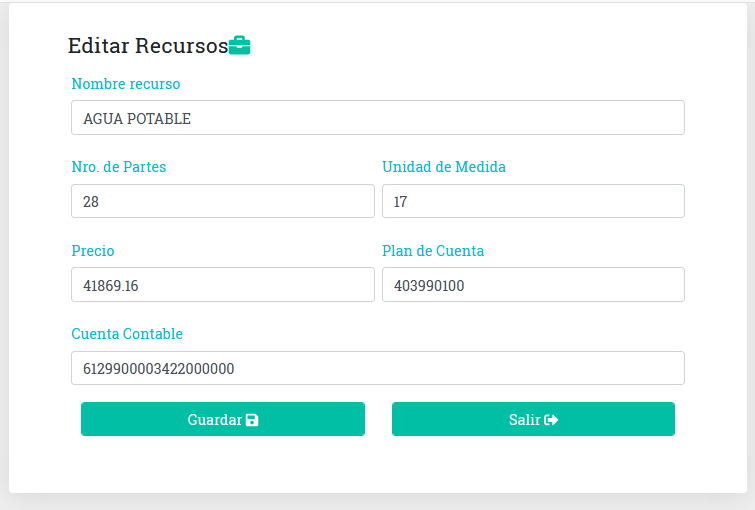 Editar Recursos
Nombre recurso
AGUA POTABLE
Nro. de Partes Unidad de Medida
28 17
Precio Plan de Cuenta
41869.16 403990100
Cuenta Contable
6129900003422000000
Guardar Salir